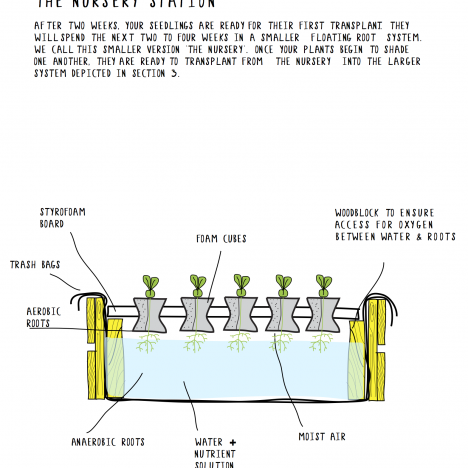 THE NURSERY STATION
AFTER TWO WEEKS, YOUR SEEDLINGS ARE READY FOR THEIR FIRST TRANSPLANT. THEY
WILL SPEND THE NEXT TWO TO FOUR WEEKS IN A SMALLER FLOATING ROOT SYSTEM.
WE CALL THIS SMALLER VERSION 'THE NURSERY'. ONCE YOUR PLANTS BEGIN TO SHADE
ONE ANOTHER, THEY ARE READY TO TRANSPLANT FROM THE NURSERY INTO THE LARGER
SYSTEM DEPICTED IN SECTION 3.
STYROFOAM
BOARD
FOAM CUBES
WOODBLOCK TO ENSURE
ACCESS FOR OXYGEN
BETWEEN WATER & ROOTS
TRASH BAGS
AEROBIC
ROOTS
ANAEROBIC ROOTS
WATER +
NUTRIENT
SOLUTION
MOIST AIR